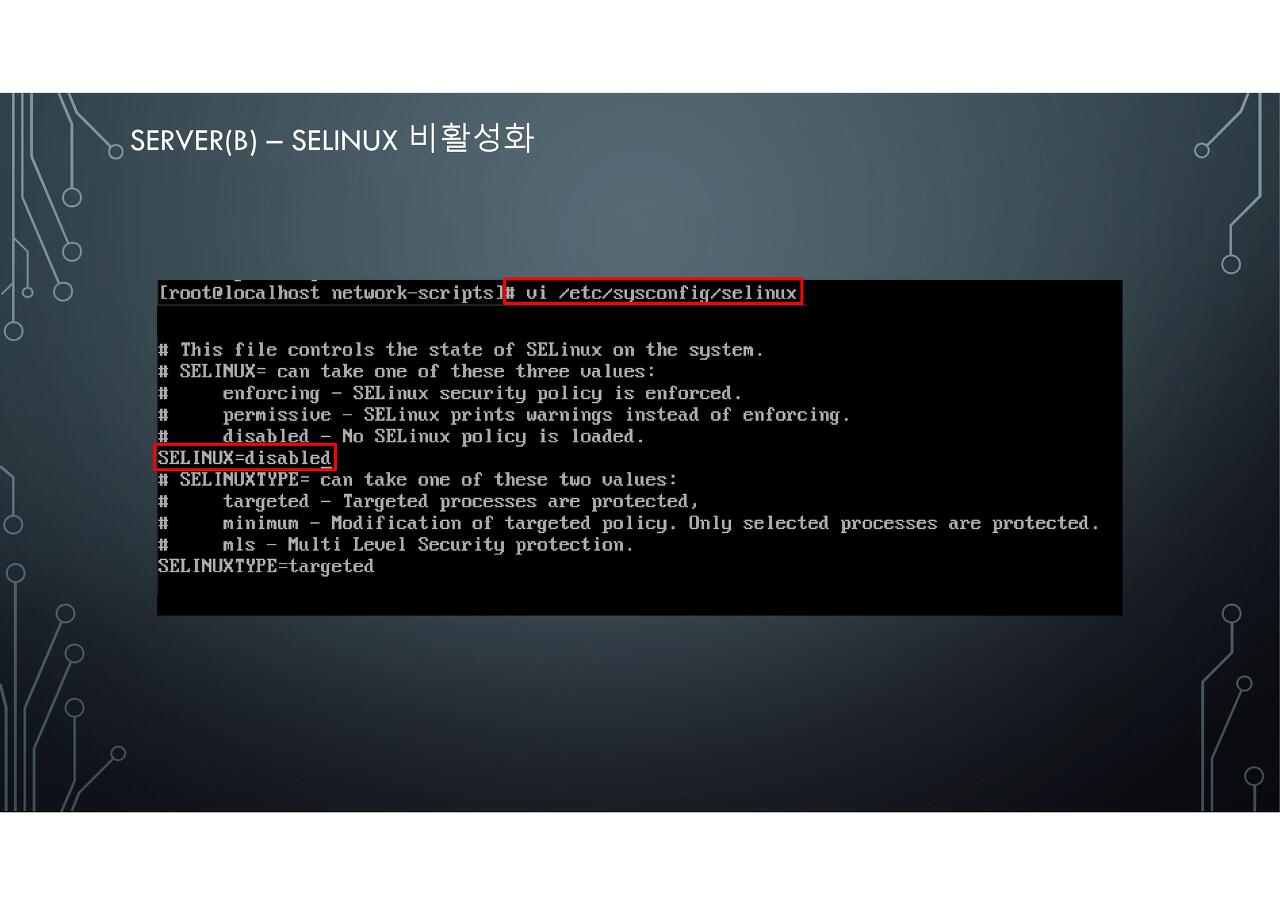 SERVER(B) – SELINUX 비활성화
[root@localhost network-scripts]# vi /etc/sysconfig/selinux
# This file controls the state of SELinux on the system.
# SELINUX= can take one of these three values:
#     enforcing - SELinux security policy is enforced.
#     permissive - SELinux prints warnings instead of enforcing.
#     disabled - No SELinux policy is loaded.
SELINUX=disabled
# SELINUXTYPE= can take one of these two values:
#     targeted - Targeted processes are protected,
#     minimum - Modification of targeted policy. Only selected processes are protected.
#     mls - Multi Level Security protection.
SELINUXTYPE=targeted